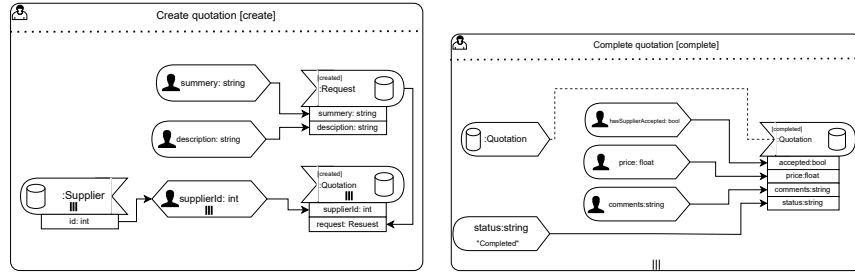 Create quotation [create]
summery: string
[created]
:Request
summery: string
desciption: string
description: string
:Supplier
id: int
supplierId: int
[created]
:Quotation
supplierId: int
request: Resuest
Complete quotation [complete]
:Quotation
hasSupplierAccepted: bool
[completed]
:Quotation
accepted:bool
price: float
price:float
comments:string
comments:string
status:string
status:string
"Completed"